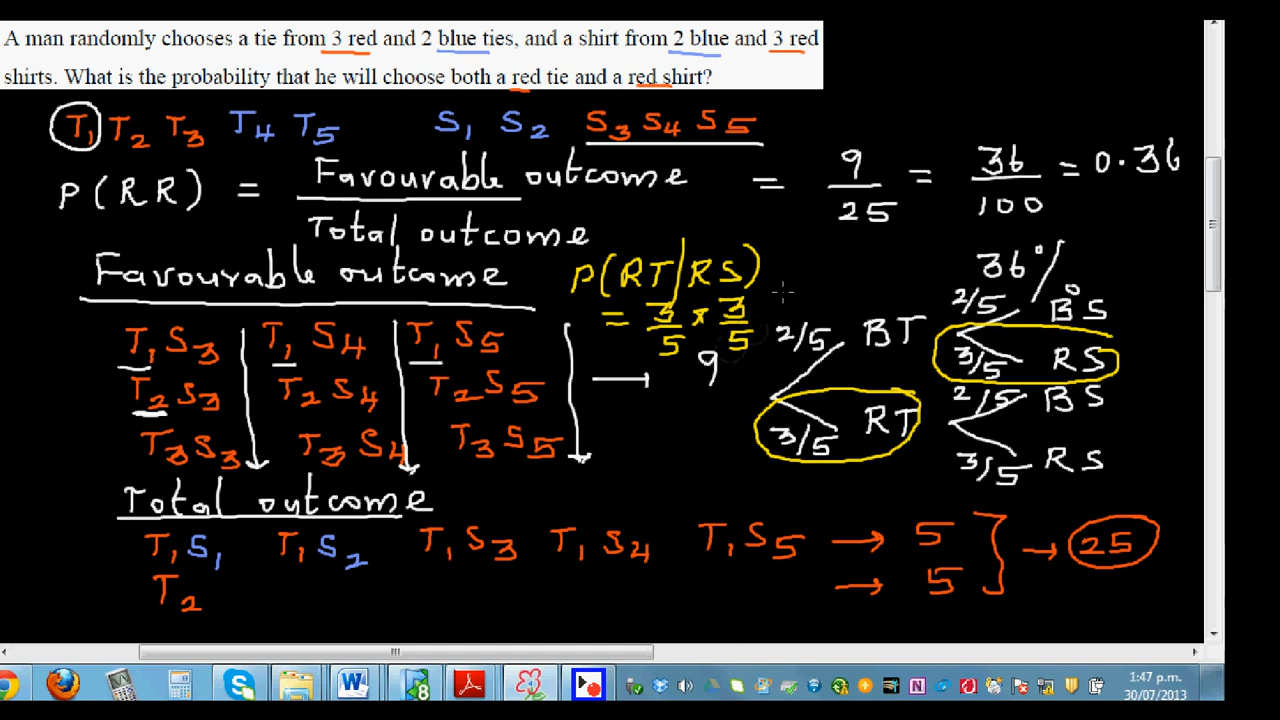 A man randomly chooses a tie from 3 red and 2 blue ties, and a shirt from 2 blue and 3 red
shirts. What is the probability that he will choose both a red tie and a red shirt?
T1 T2 T3 T4 T5 S1 S2 S3 S4 S5
P(RR) = Favourable outcome / Total outcome = 9/25 = 36/100 = 0.36
36%
Favourable outcome
P(RT/RS)
= 3/5 * 3/5
T1S3 T1S4 T1S5
T2S3 T2S4 T2S5
T3S3 T3S4 T3S5
→ 9
2/5 BT
3/5 RT
2/5 BS
3/5 RS
2/5 BS
3/5 RS
Total outcome
T1S1 T1S2 T1S3 T1S4 T1S5 → 5 } → 25
T2 → 5
1:47 p.m.
30/07/2013